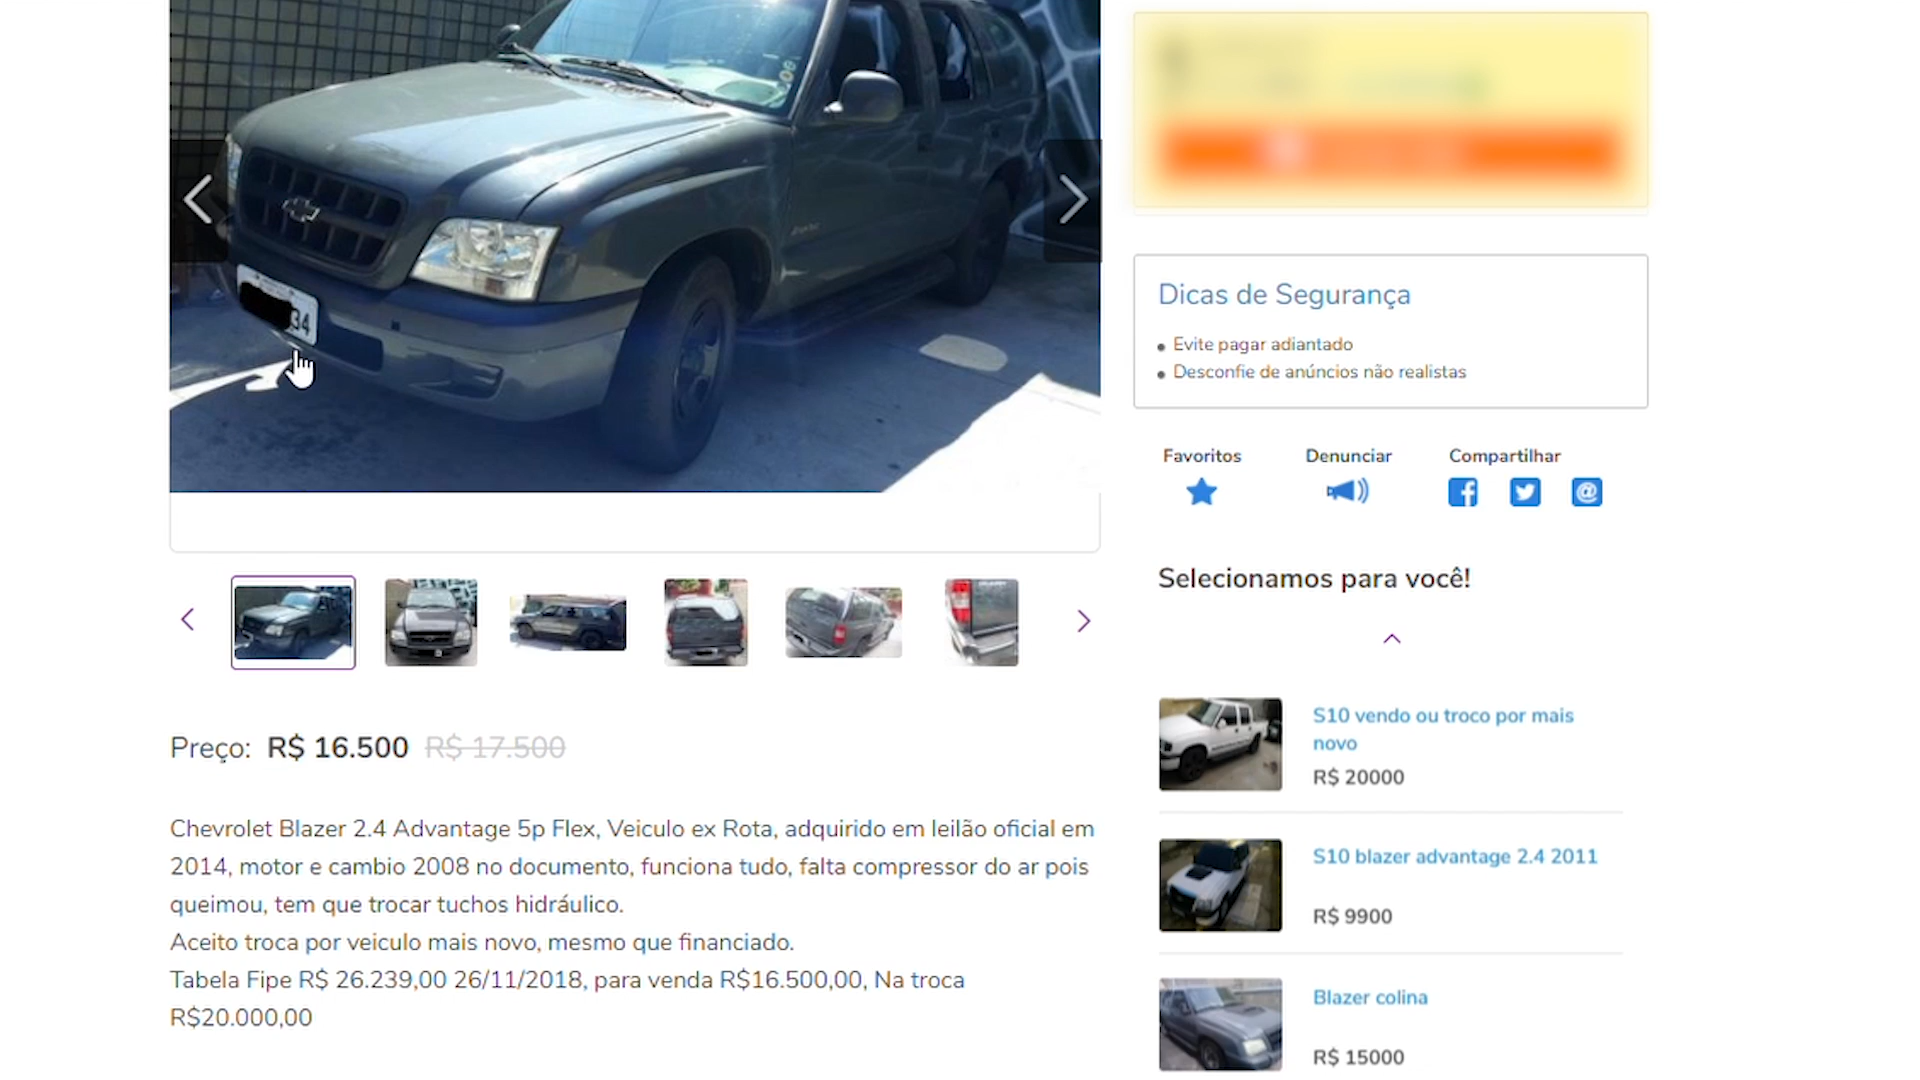 34
Preço: R$ 16.500 R$ 17.500
Chevrolet Blazer 2.4 Advantage 5p Flex, Veiculo ex Rota, adquirido em leilão oficial em
2014, motor e cambio 2008 no documento, funciona tudo, falta compressor do ar pois
queimou, tem que trocar tuchos hidráulico.
Aceito troca por veiculo mais novo, mesmo que financiado.
Tabela Fipe R$ 26.239,00 26/11/2018, para venda R$16.500,00, Na troca
R$20.000,00
Dicas de Segurança
Evite pagar adiantado
Desconfie de anúncios não realistas
Favoritos Denunciar Compartilhar
Selecionamos para você!
S10 vendo ou troco por mais
novo
R$ 20000
S10 blazer advantage 2.4 2011
R$ 9900
Blazer colina
R$ 15000